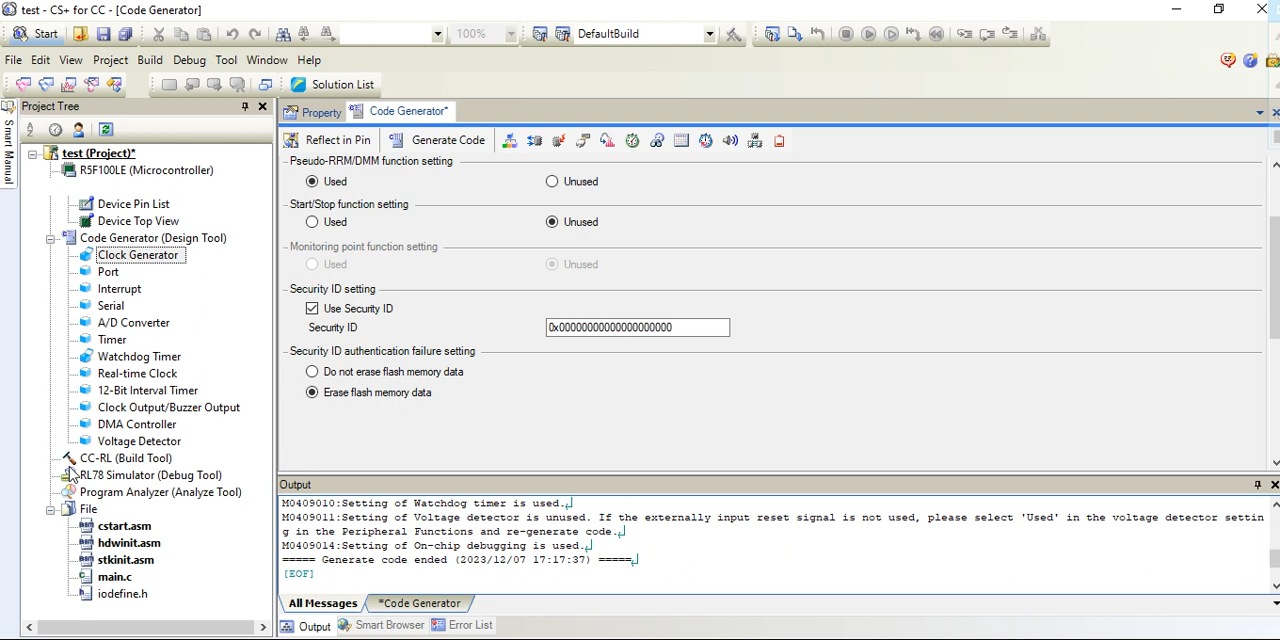 test - CS+ for CC - [Code Generator]
Start
100%
DefaultBuild
File Edit View Project Build Debug Tool Window Help
Solution List
Project Tree
Property
Code Generator*
Smart Manual
Reflect in Pin
Generate Code
test (Project)*
R5F100LE (Microcontroller)
Device Pin List
Device Top View
Code Generator (Design Tool)
Clock Generator
Port
Interrupt
Serial
A/D Converter
Timer
Watchdog Timer
Real-time Clock
12-Bit Interval Timer
Clock Output/Buzzer Output
DMA Controller
Voltage Detector
CC-RL (Build Tool)
RL78 Simulator (Debug Tool)
Program Analyzer (Analyze Tool)
File
cstart.asm
hdwinit.asm
stkinit.asm
main.c
iodefine.h
Pseudo-RRM/DMM function setting
Used Unused
Start/Stop function setting
Used Unused
Monitoring point function setting
Used Unused
Security ID setting
Use Security ID
Security ID 0x00000000000000000000
Security ID authentication failure setting
Do not erase flash memory data
Erase flash memory data
Output
M0409010:Setting of Watchdog timer is used.
M0409011:Setting of Voltage detector is unused. If the externally input reset signal is not used, please select 'Used' in the voltage detector settin
g in the Peripheral Functions and re-generate code.
M0409014:Setting of On-chip debugging is used.
===== Generate code ended (2023/12/07 17:17:37) =====
[EOF]
All Messages
*Code Generator
Output
Smart Browser
Error List